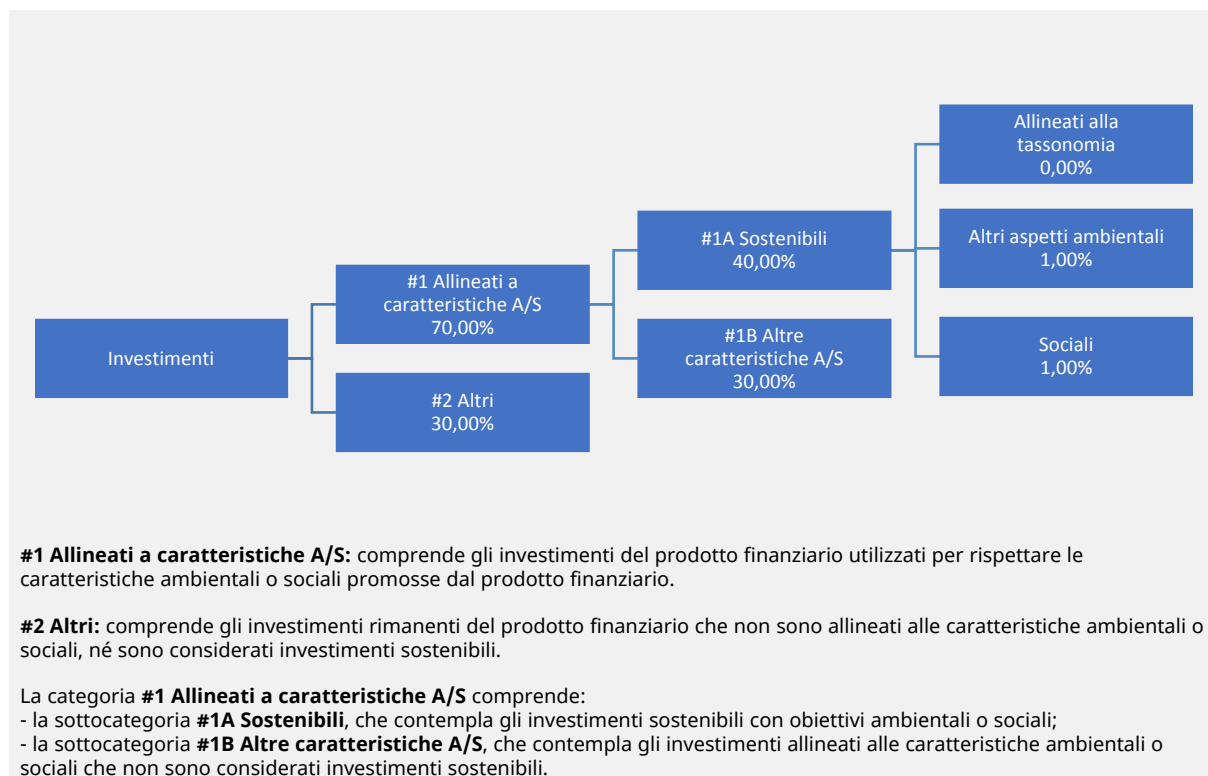 Investimenti
#1 Allineati a
caratteristiche A/S
70,00%
#2 Altri
30,00%
#1A Sostenibili
40,00%
#1B Altre
caratteristiche A/S
30,00%
Allineati alla
tassonomia
0,00%
Altri aspetti ambientali
1,00%
Sociali
1,00%
#1 Allineati a caratteristiche A/S: comprende gli investimenti del prodotto finanziario utilizzati per rispettare le
caratteristiche ambientali o sociali promosse dal prodotto finanziario.
#2 Altri: comprende gli investimenti rimanenti del prodotto finanziario che non sono allineati alle caratteristiche ambientali o
sociali, né sono considerati investimenti sostenibili.
La categoria #1 Allineati a caratteristiche A/S comprende:
- la sottocategoria #1A Sostenibili, che contempla gli investimenti sostenibili con obiettivi ambientali o sociali;
- la sottocategoria #1B Altre caratteristiche A/S, che contempla gli investimenti allineati alle caratteristiche ambientali o
sociali che non sono considerati investimenti sostenibili.